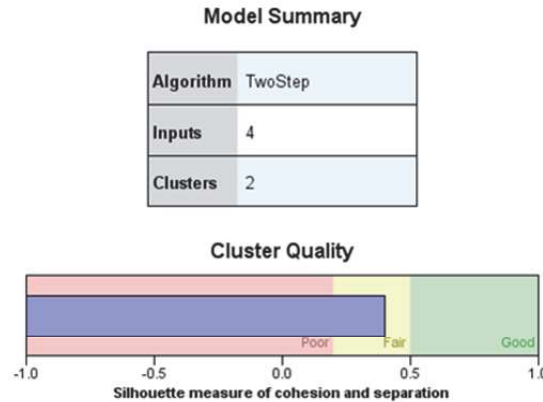 Model Summary
Algorithm TwoStep
Inputs 4
Clusters 2
Cluster Quality
Poor Fair Good
-1.0 -0.5 0.0 0.5 1.0
Silhouette measure of cohesion and separation